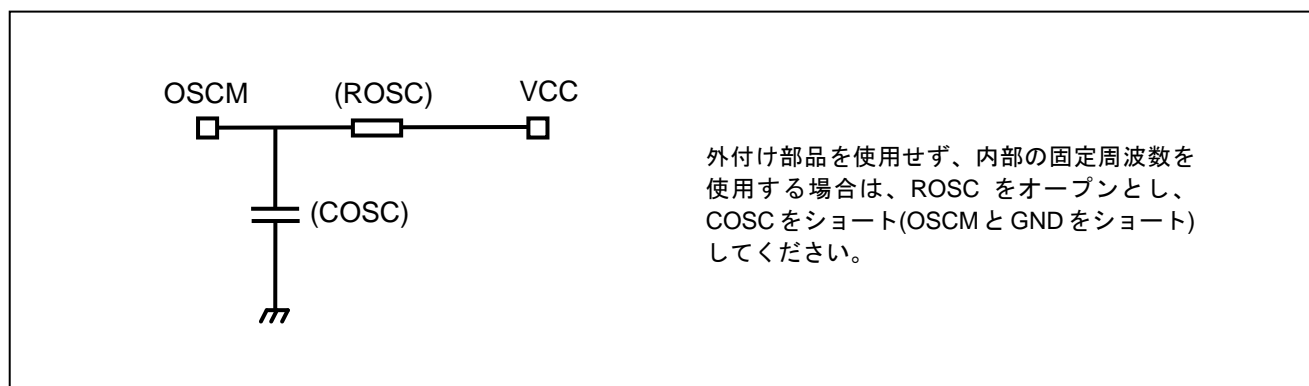 OSCM (ROSC) VCC
(COSC)
外付け部品を使用せず、内部の固定周波数を
使用する場合は、ROSC をオープンとし、
COSC をショート(OSCM と GND をショート)
してください。